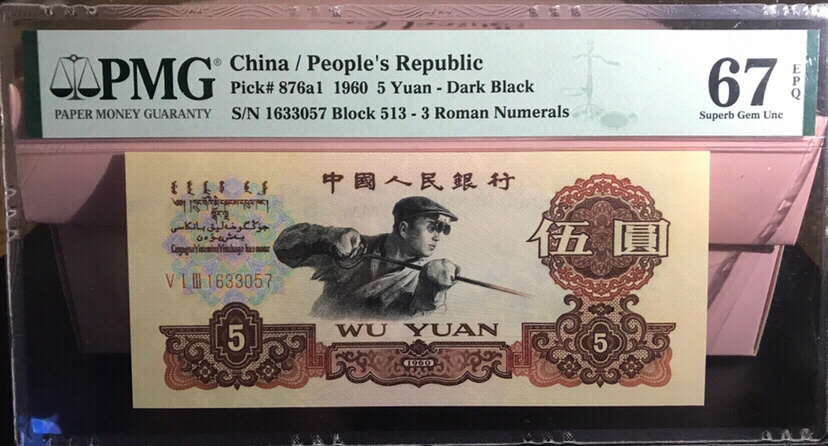 PMG®
PAPER MONEY GUARANTY
China / People's Republic
Pick# 876a1 1960 5 Yuan - Dark Black
S/N 1633057 Block 513 - 3 Roman Numerals
67
EPQ
Superb Gem Unc
中國人民銀行
V I III 1633057
伍圓
5
WU YUAN
1960
5